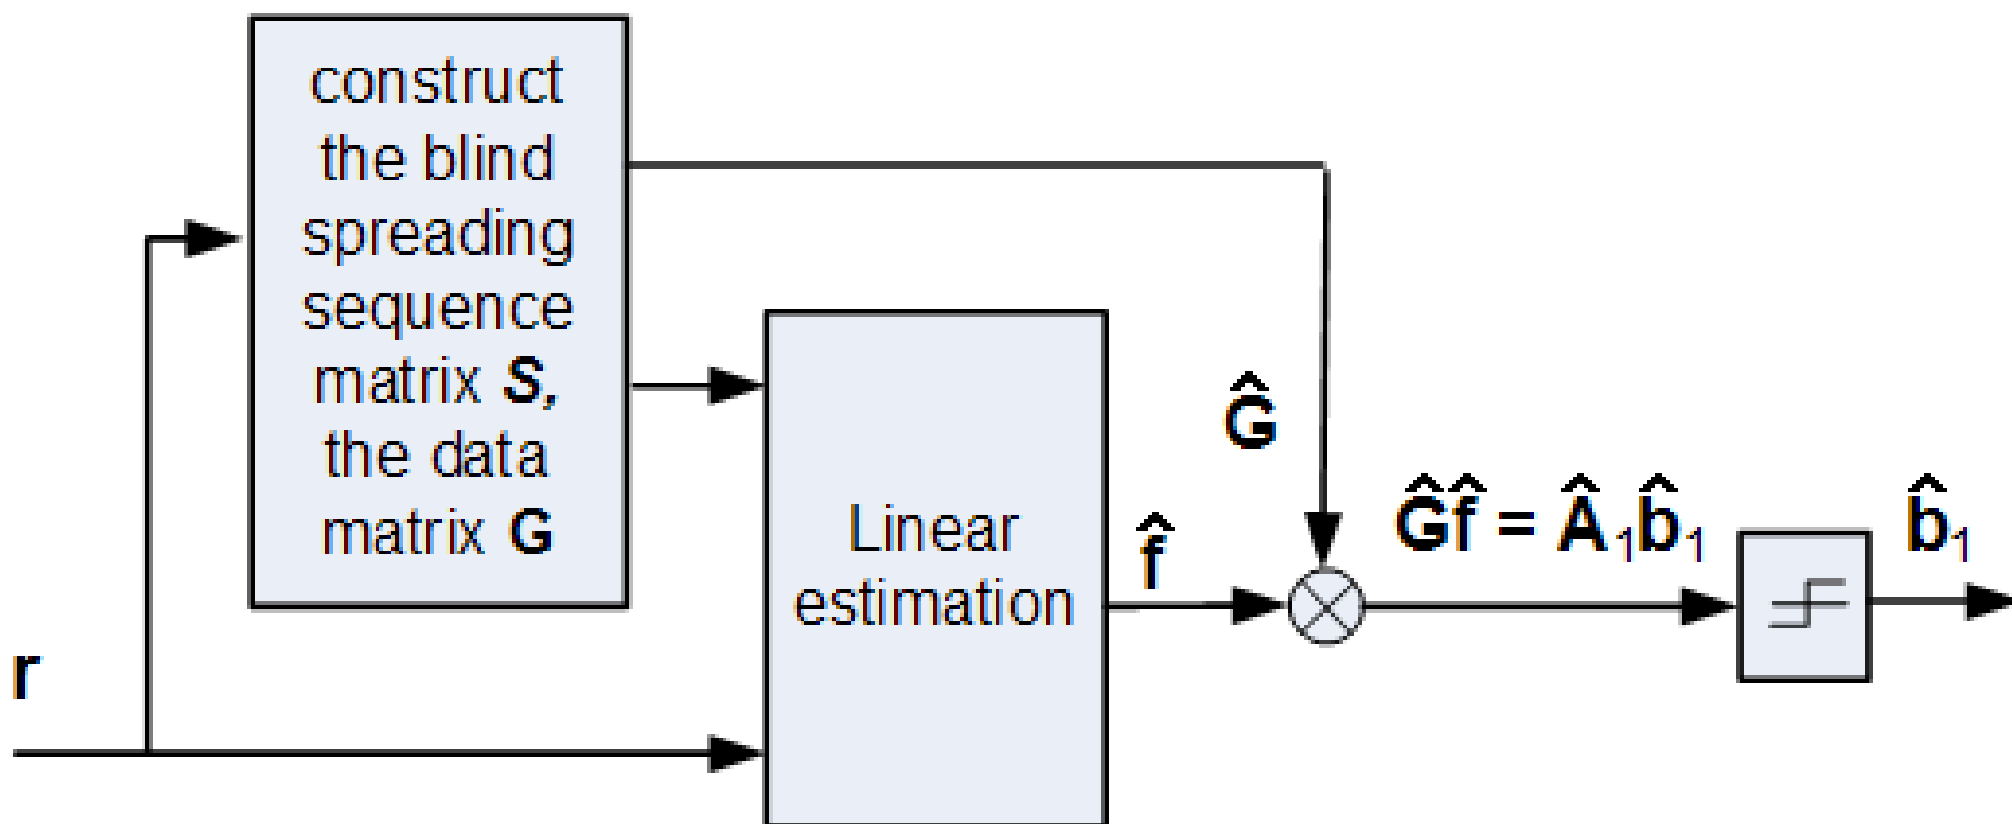 construct
the blind
spreading
sequence
matrix S,
the data
matrix G
r
Linear
estimation
Ĝ
f̂
Ĝf̂ = Â₁b̂₁
b̂₁